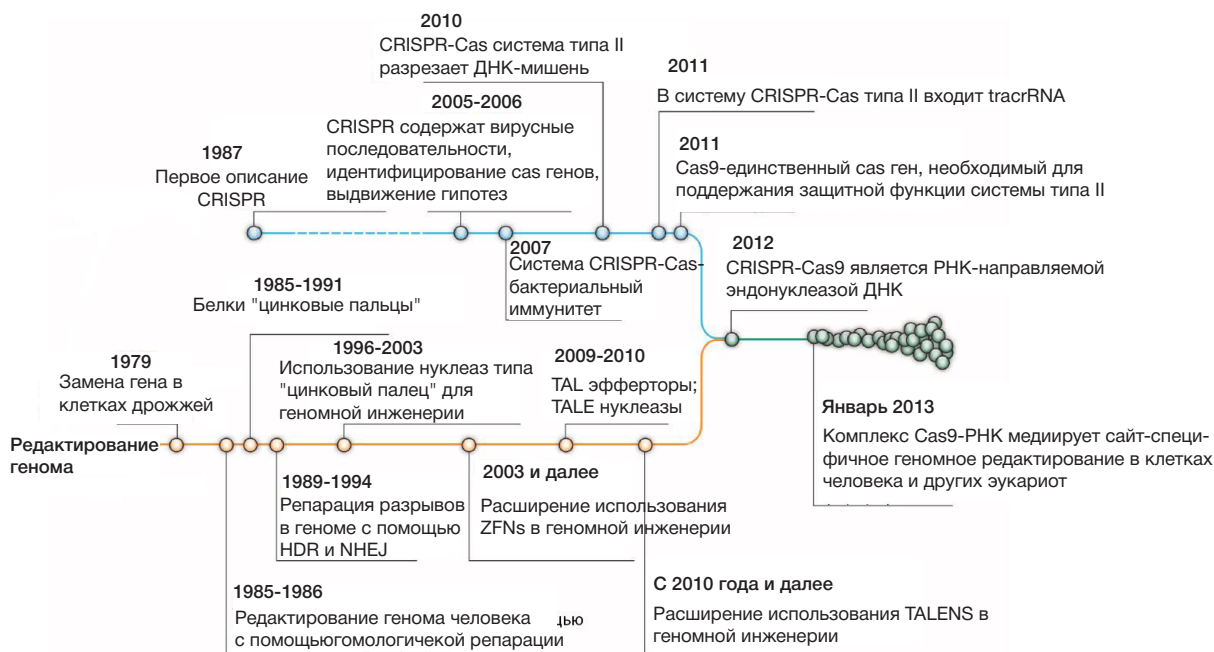 2010
CRISPR-Cas система типа II
разрезает ДНК-мишень
2011
В систему CRISPR-Cas типа II входит tracrRNA
2005-2006
CRISPR содержат вирусные
последовательности,
идентифицирование cas генов,
выдвижение гипотез
1987
Первое описание
CRISPR
2011
Cas9-единственный cas ген, необходимый для
поддержания защитной функции системы типа II
2007
Система CRISPR-Cas-
бактериальный
иммунитет
2012
CRISPR-Cas9 является РНК-направляемой
эндонуклеазой ДНК
1985-1991
Белки "цинковые пальцы"
1979
Замена гена в
клетках дрожжей
1996-2003
Использование нуклеаз типа
"цинковый палец" для
геномной инженерии
2009-2010
TAL эфферторы;
TALE нуклеазы
Январь 2013
Комплекс Cas9-РНК медиирует сайт-специ-
фичное геномное редактирование в клетках
человека и других эукариот
Редактирование
генома
1989-1994
Репарация разрывов
в геноме с помощью
HDR и NHEJ
2003 и далее
Расширение использования
ZFNs в геномной инженерии
1985-1986
Редактирование генома человека
ЦЬЮ
с помощьюгомологичекой репарации
С 2010 года и далее
Расширение использования TALENS в
геномной инженерии